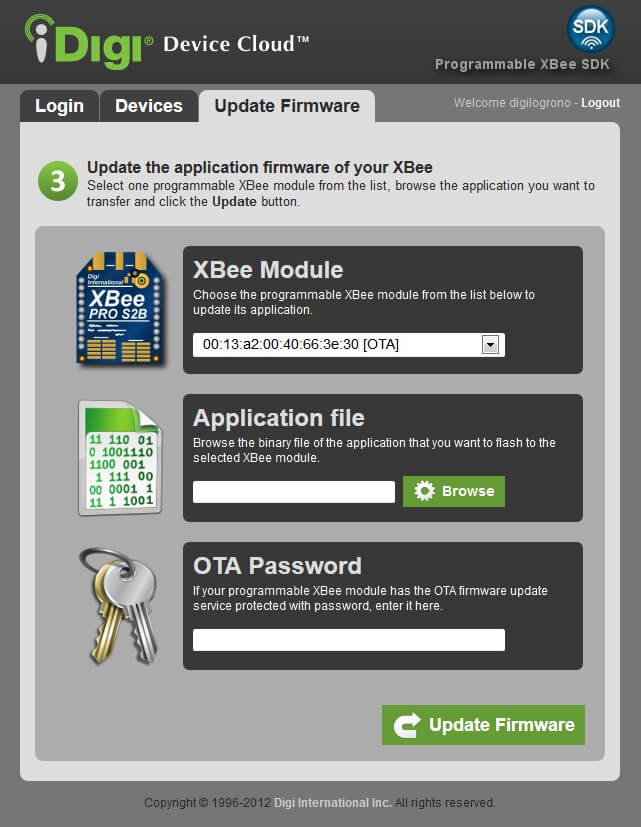 iDigi® Device Cloud™
SDK
Programmable XBee SDK
Login
Devices
Update Firmware
Welcome digilogrono - Logout
3
Update the application firmware of your XBee
Select one programmable XBee module from the list, browse the application you want to
transfer and click the Update button.
Digi
International
XBee
PRO S2B
XBee Module
Choose the programmable XBee module from the list below to
update its application.
00:13:a2:00:40:66:3e:30 [OTA]
11 110 01
0 1001110
1100 001
1 111 00
00 0001 1
11 1 1001
Application file
Browse the binary file of the application that you want to flash to the
selected XBee module.
Browse
OTA Password
If your programmable XBee module has the OTA firmware update
service protected with password, enter it here.
Update Firmware
Copyright © 1996-2012 Digi International Inc. All rights reserved.